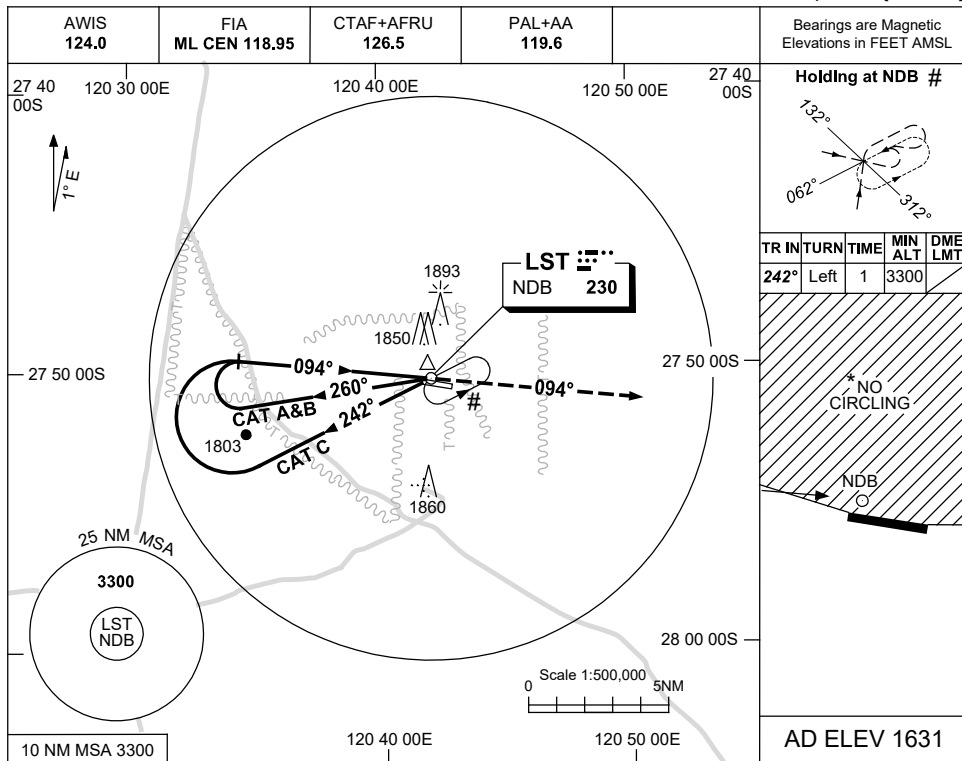 AWIS
124.0
FIA
ML CEN 118.95
CTAF+AFRU
126.5
PAL+AA
119.6
Bearings are Magnetic
Elevations in FEET AMSL
27 40
00S
120 30 00E
120 40 00E
120 50 00E
27 40
00S
1° E
Holding at NDB #
132°
062°
312°
TR IN TURN TIME MIN ALT DME LMT
242° Left 1 3300
LST
NDB 230
1893
1850
27 50 00S
27 50 00S
094°
260°
CAT A&B
242°
CAT C
1803
094°
#
1860
* NO
CIRCLING
NDB
25 NM MSA
3300
LST
NDB
28 00 00S
Scale 1:500,000
0 5NM
10 NM MSA 3300
120 40 00E
120 50 00E
AD ELEV 1631